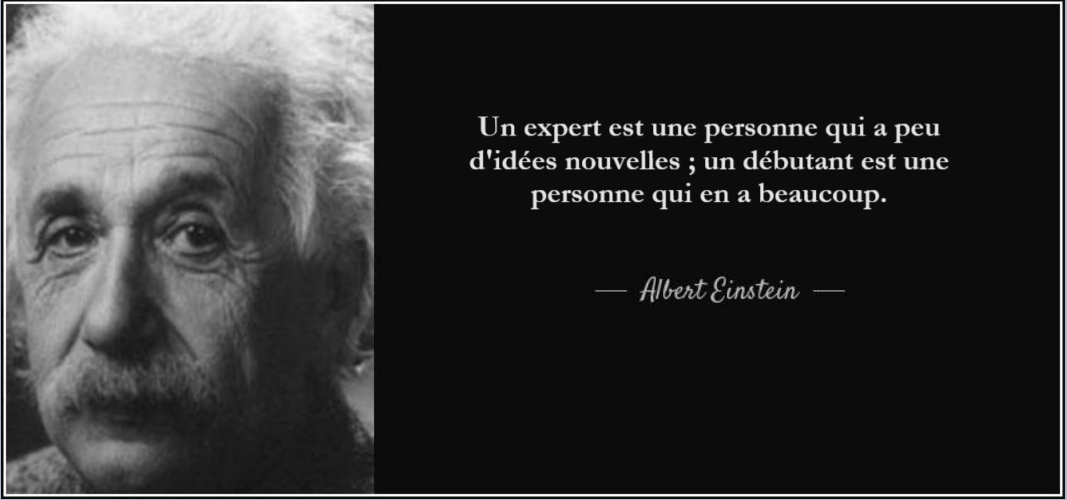 Un expert est une personne qui a peu
d'idées nouvelles ; un débutant est une
personne qui en a beaucoup.
Albert Einstein